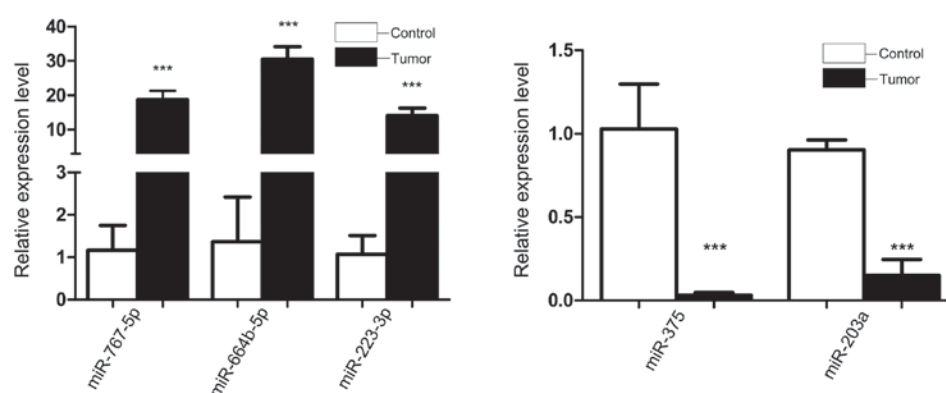 Relative expression level
40
30
20
10
3
2
1
0
***
***
***
Control
Tumor
miR-767-5p
miR-664b-5p
miR-223-3p
Relative expression level
1.5
1.0
0.5
0.0
Control
Tumor
***
***
miR-375
miR-203a